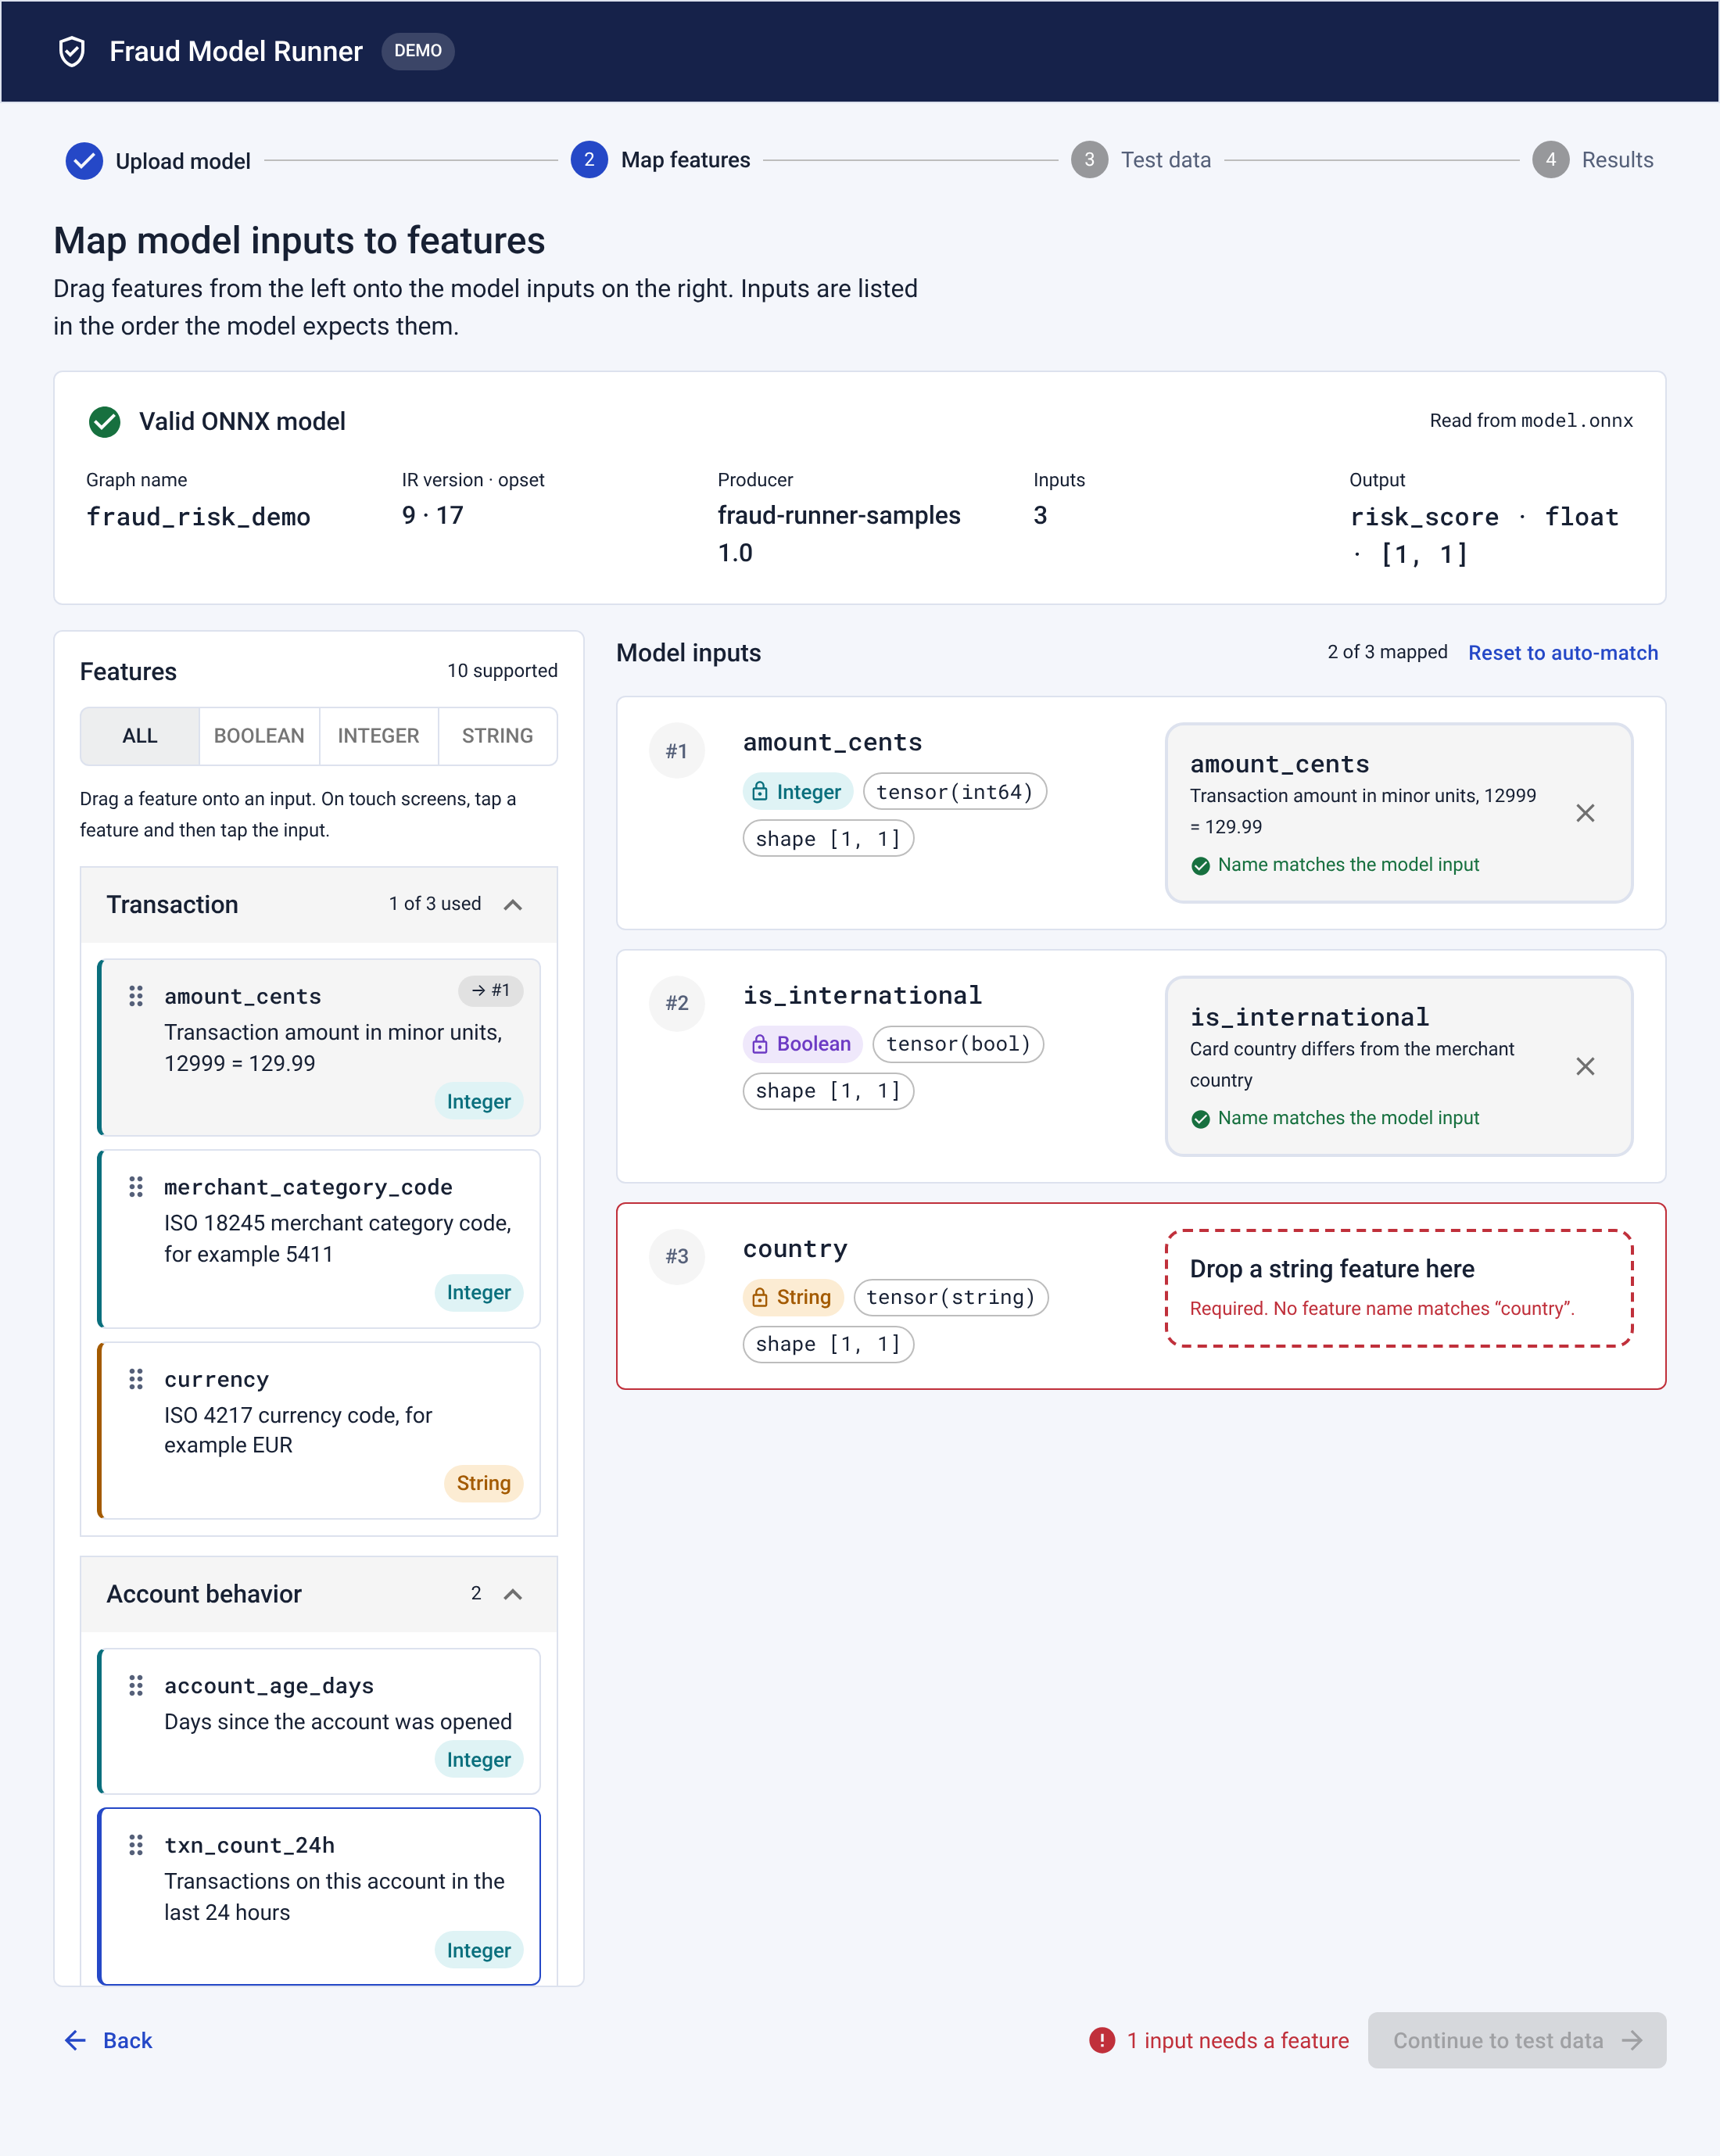 Fraud Model Runner DEMO
Upload model
2 Map features
3 Test data
4 Results
Map model inputs to features
Drag features from the left onto the model inputs on the right. Inputs are listed
in the order the model expects them.
Valid ONNX model
Read from model.onnx
Graph name
fraud_risk_demo
IR version · opset
9 · 17
Producer
fraud-runner-samples
1.0
Inputs
3
Output
risk_score · float
· [1, 1]
Features
10 supported
ALL BOOLEAN INTEGER STRING
Drag a feature onto an input. On touch screens, tap a
feature and then tap the input.
Transaction
1 of 3 used
amount_cents
→ #1
Transaction amount in minor units,
12999 = 129.99
Integer
merchant_category_code
ISO 18245 merchant category code,
for example 5411
Integer
currency
ISO 4217 currency code, for
example EUR
String
Account behavior
2
account_age_days
Days since the account was opened
Integer
txn_count_24h
Transactions on this account in the
last 24 hours
Integer
Model inputs
2 of 3 mapped
Reset to auto-match
#1
amount_cents
Integer tensor(int64)
shape [1, 1]
amount_cents
Transaction amount in minor units, 12999
= 129.99
Name matches the model input
#2
is_international
Boolean tensor(bool)
shape [1, 1]
is_international
Card country differs from the merchant
country
Name matches the model input
#3
country
String tensor(string)
shape [1, 1]
Drop a string feature here
Required. No feature name matches “country”.
← Back
1 input needs a feature
Continue to test data →